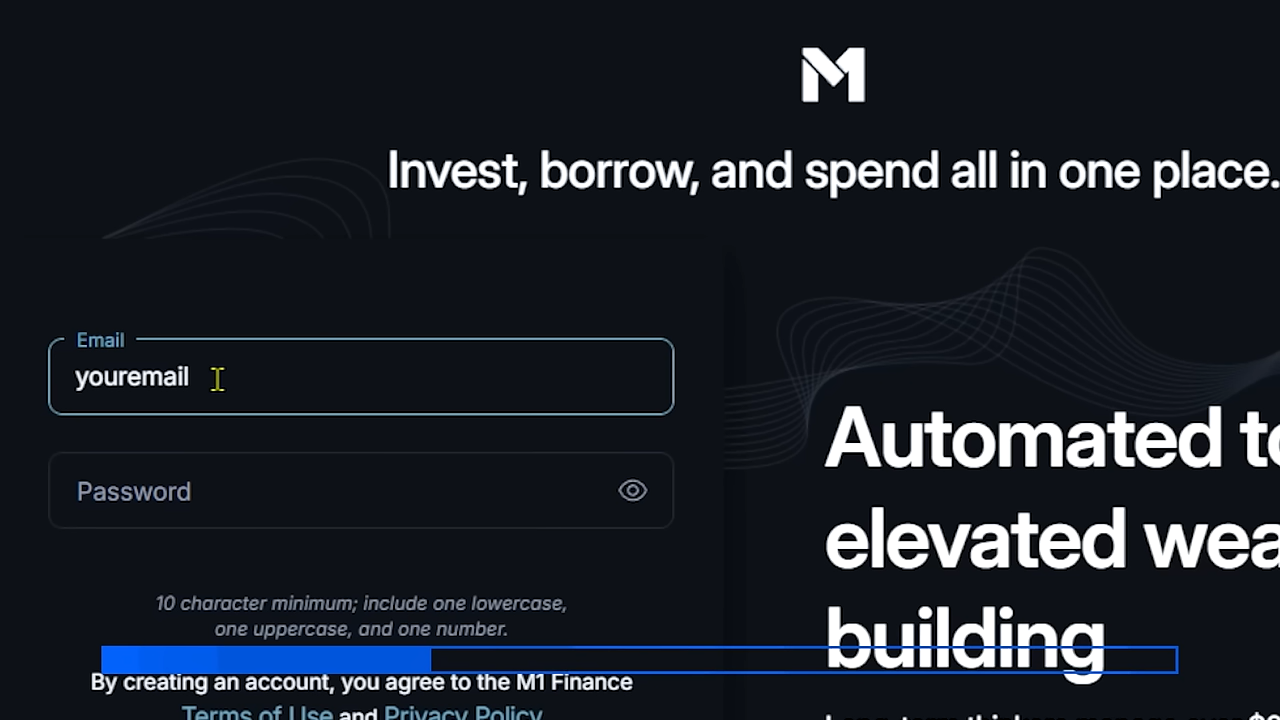 M
Invest, borrow, and spend all in one place.
Email
youremail
Password
10 character minimum; include one lowercase,
one uppercase, and one number.
By creating an account, you agree to the M1 Finance
Terms of Use and Privacy Policy
Automated
elevated
building